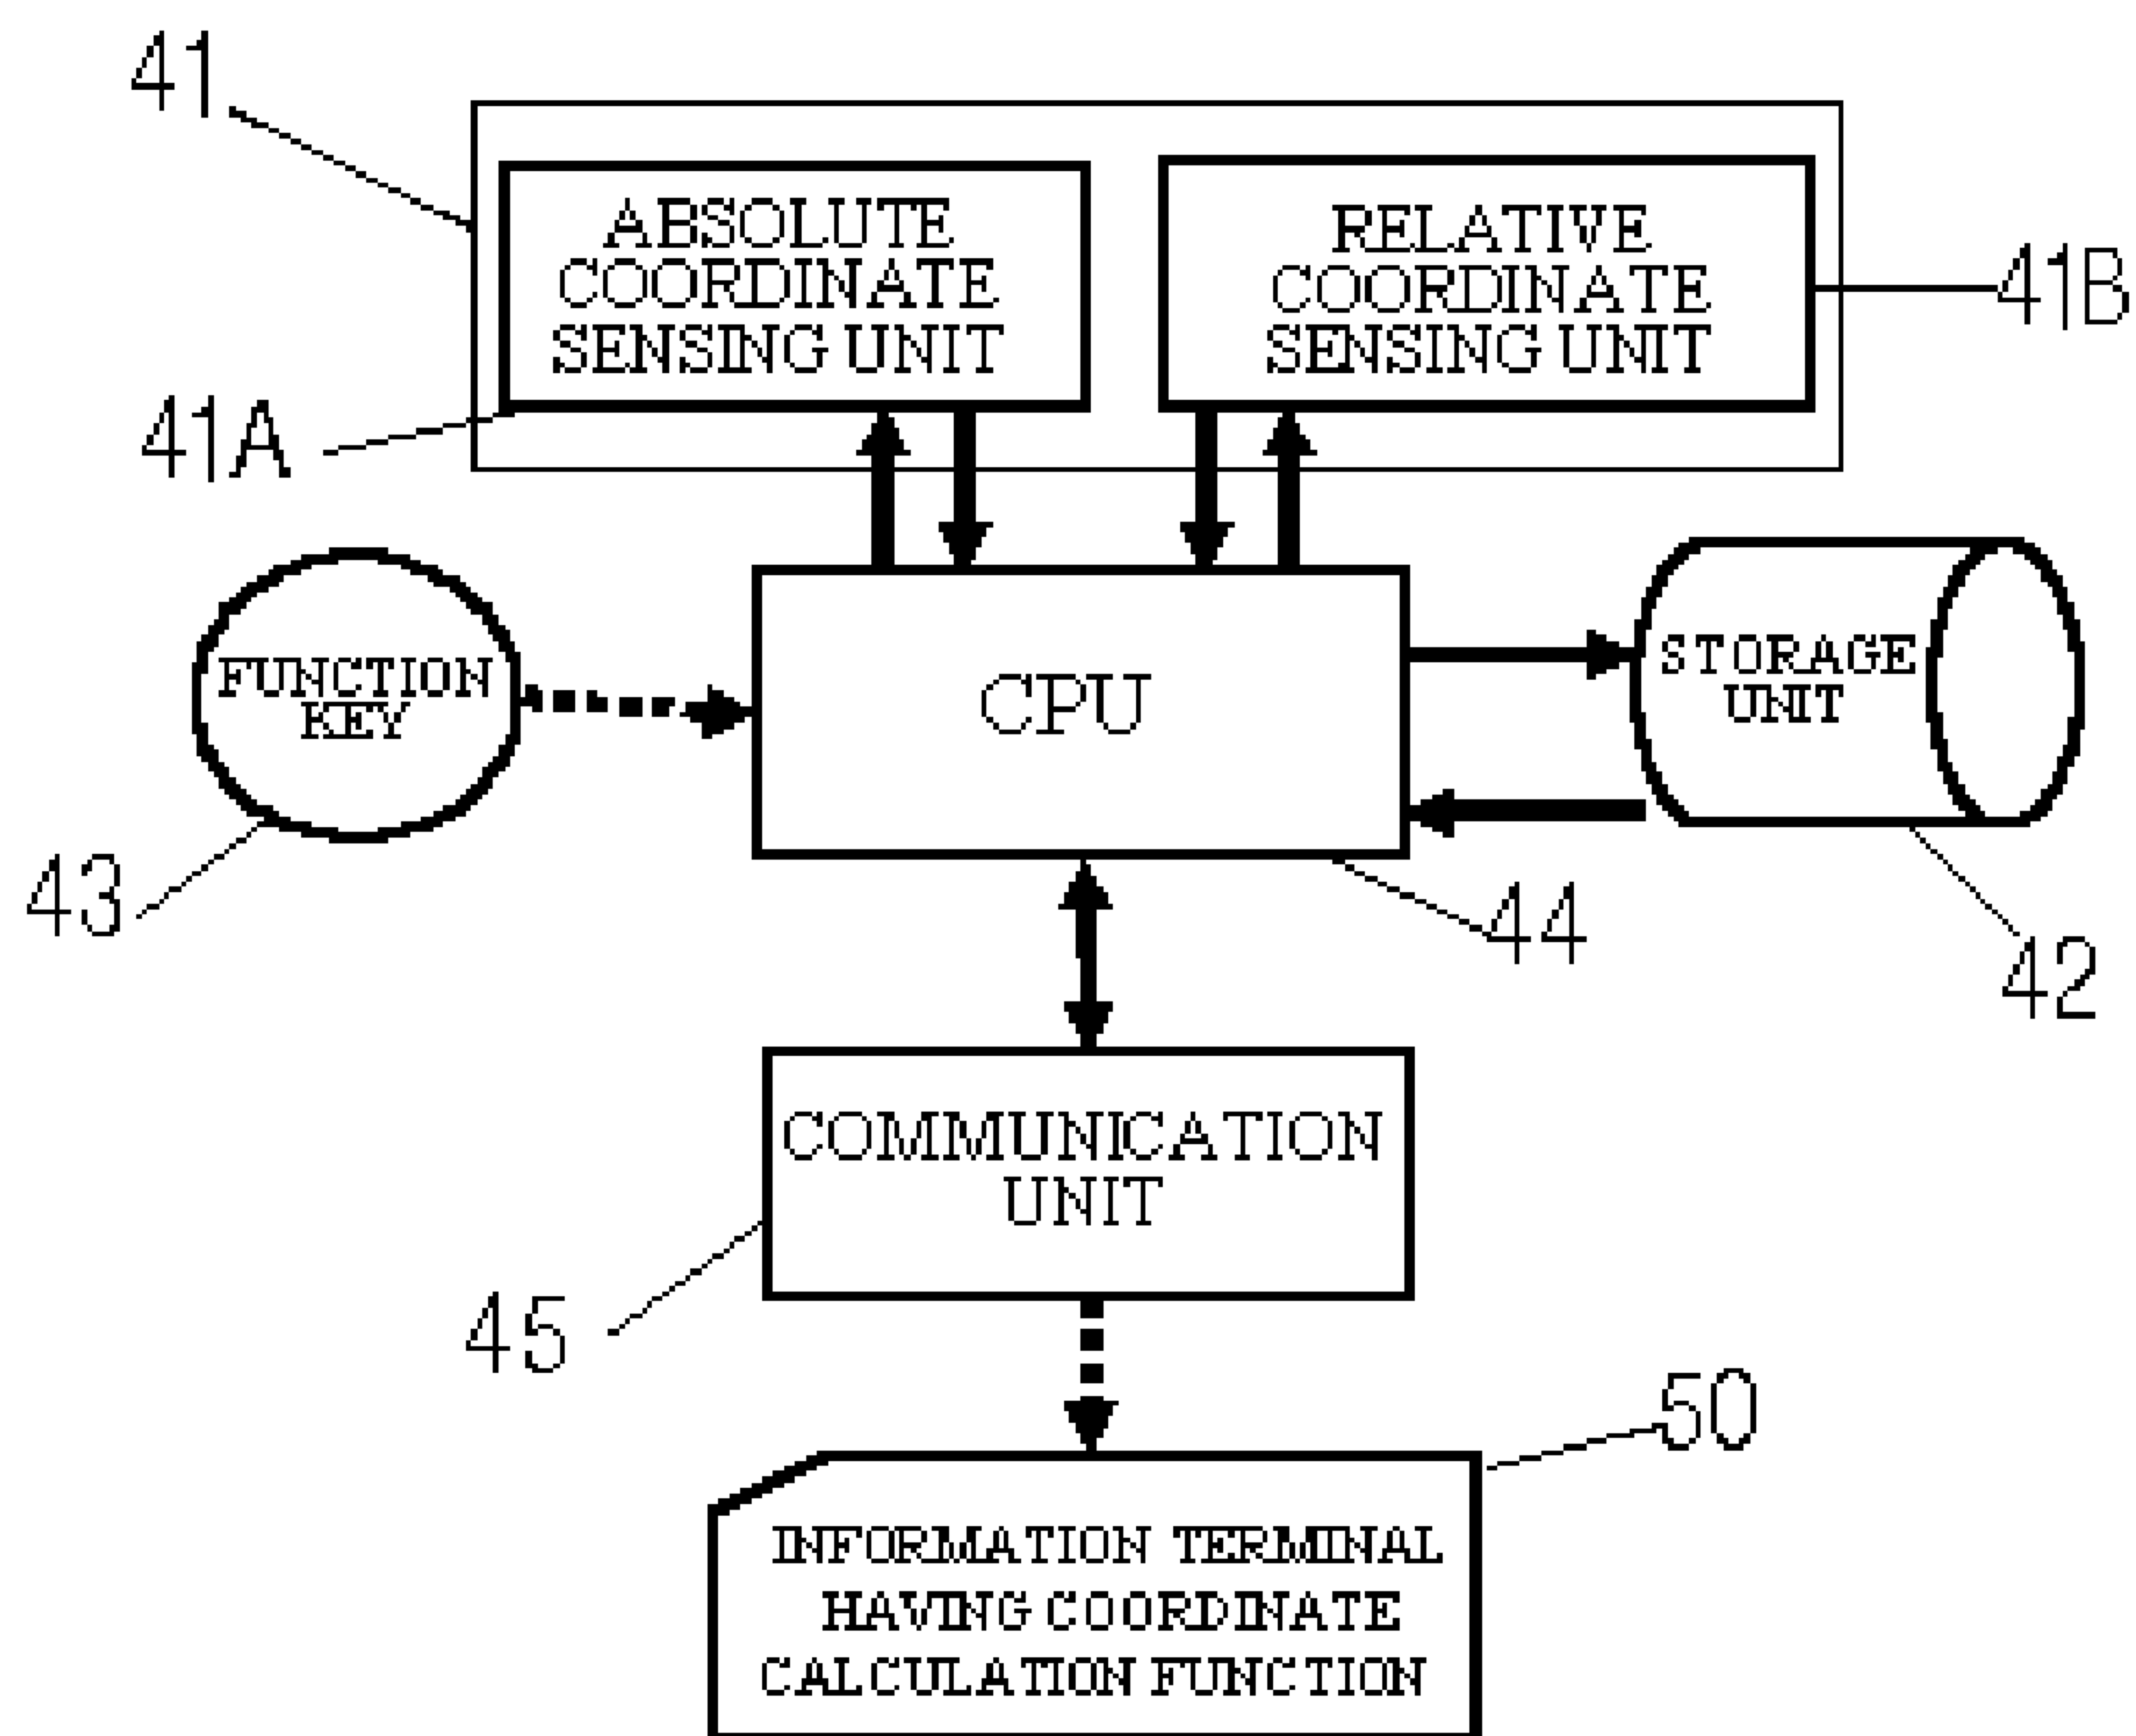 41
ABSOLUTE
COORDINATE
SENSING UNIT
RELATIVE
COORDINATE
SENSING UNIT
41B
41A
FUNCTION
KEY
CPU
STORAGE
UNIT
43
44
42
COMMUNICATION
UNIT
45
50
INFORMATION TERMINAL
HAVING COORDINATE
CALCULATION FUNCTION